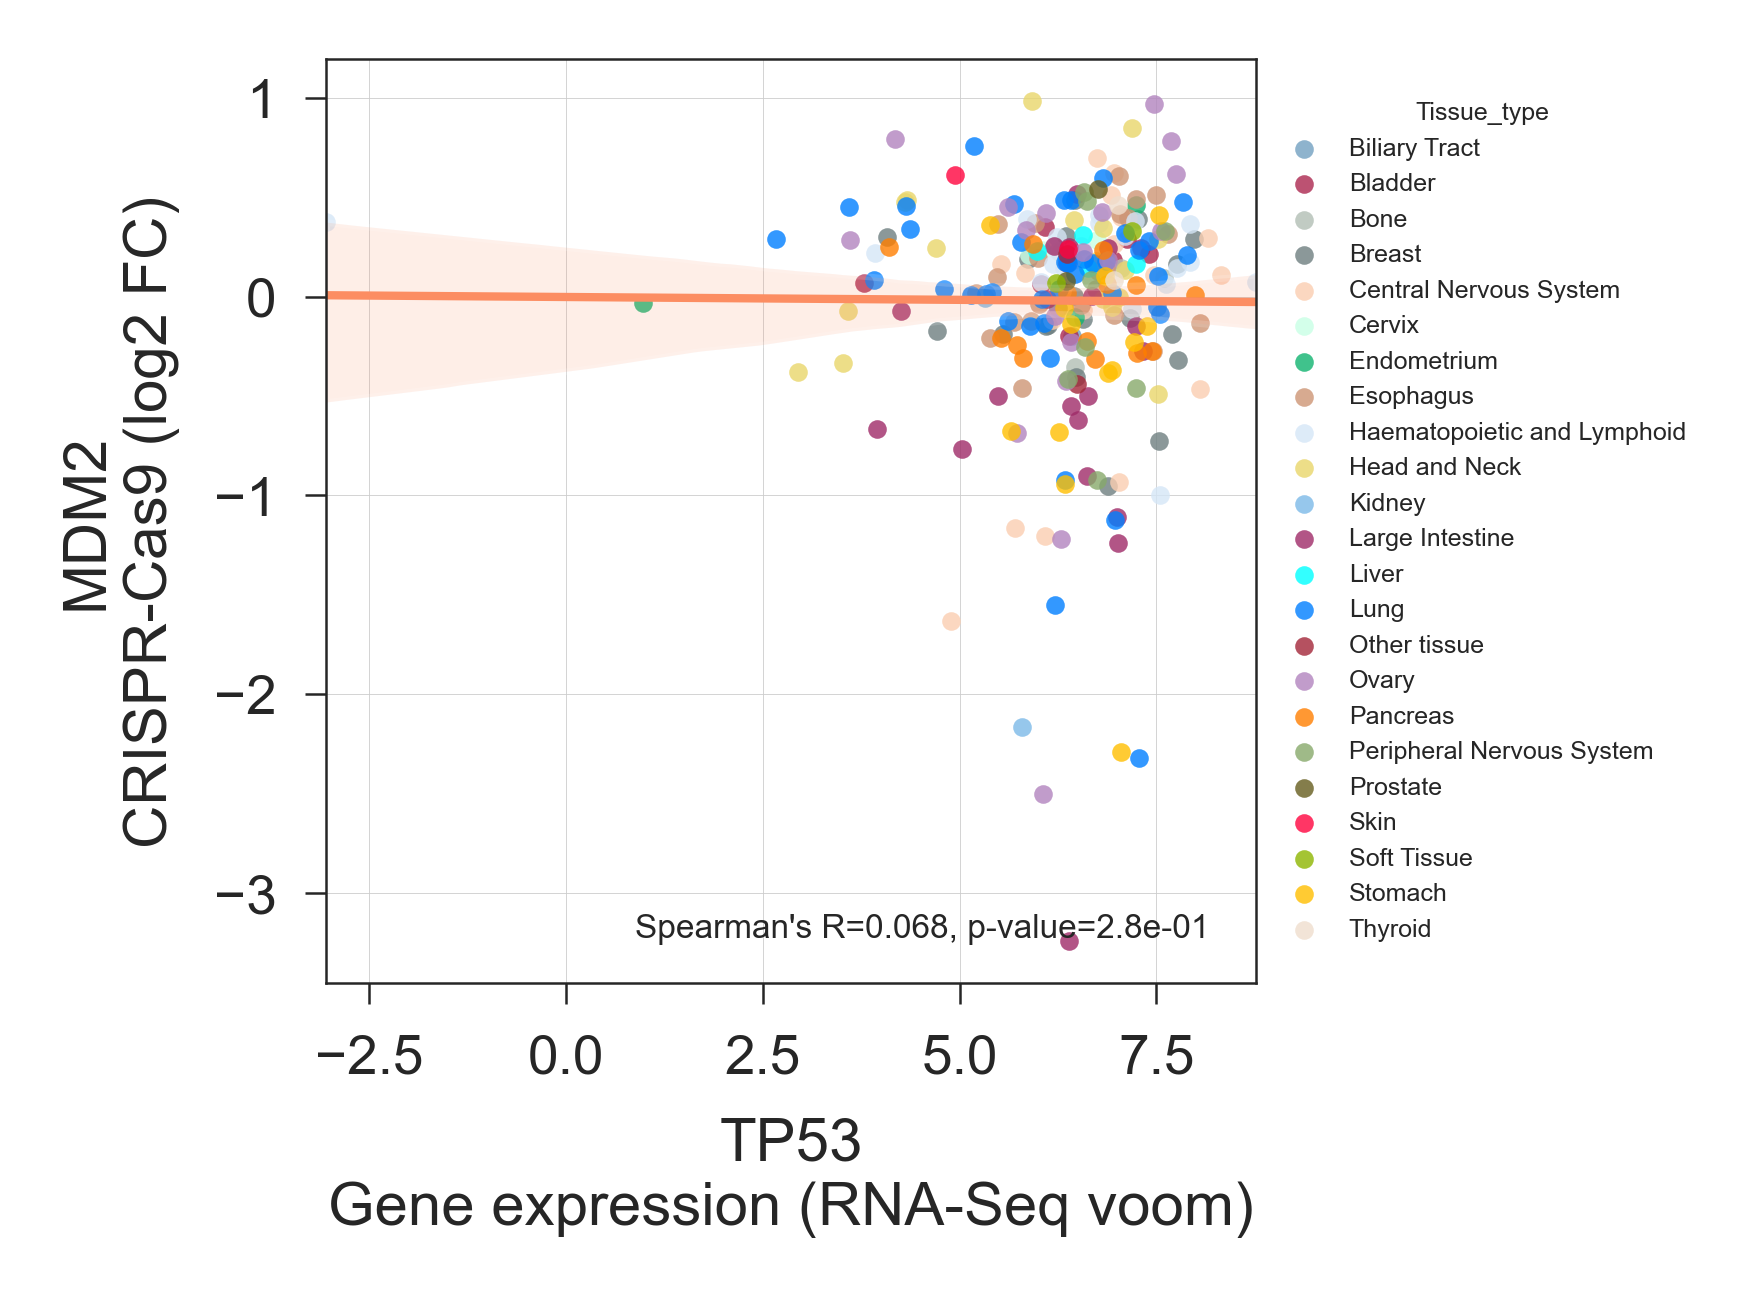 MDM2
CRISPR-Cas9 (log2 FC)
1
0
−1
−2
−3
Spearman's R=0.068, p-value=2.8e-01
−2.5
0.0
2.5
5.0
7.5
TP53
Gene expression (RNA-Seq voom)
Tissue_type
Biliary Tract
Bladder
Bone
Breast
Central Nervous System
Cervix
Endometrium
Esophagus
Haematopoietic and Lymphoid
Head and Neck
Kidney
Large Intestine
Liver
Lung
Other tissue
Ovary
Pancreas
Peripheral Nervous System
Prostate
Skin
Soft Tissue
Stomach
Thyroid